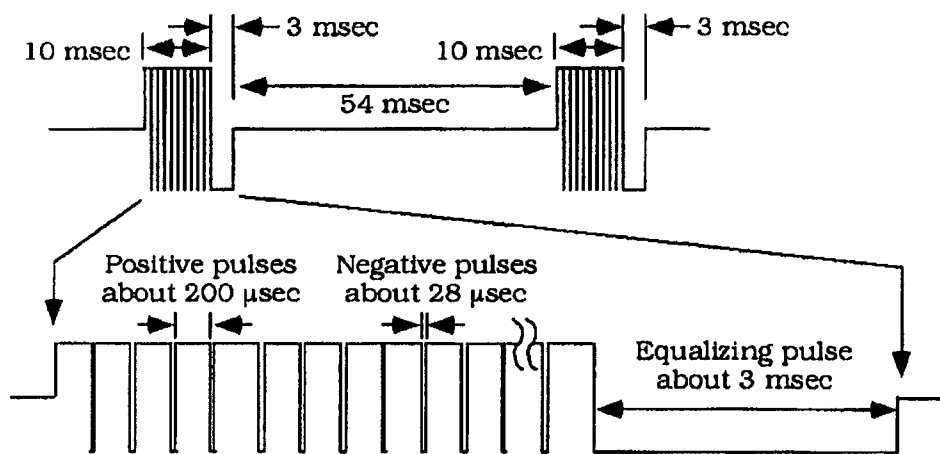 3 msec
3 msec
10 msec
10 msec
54 msec
Positive pulses
about 200 µsec
Negative pulses
about 28 µsec
Equalizing pulse
about 3 msec